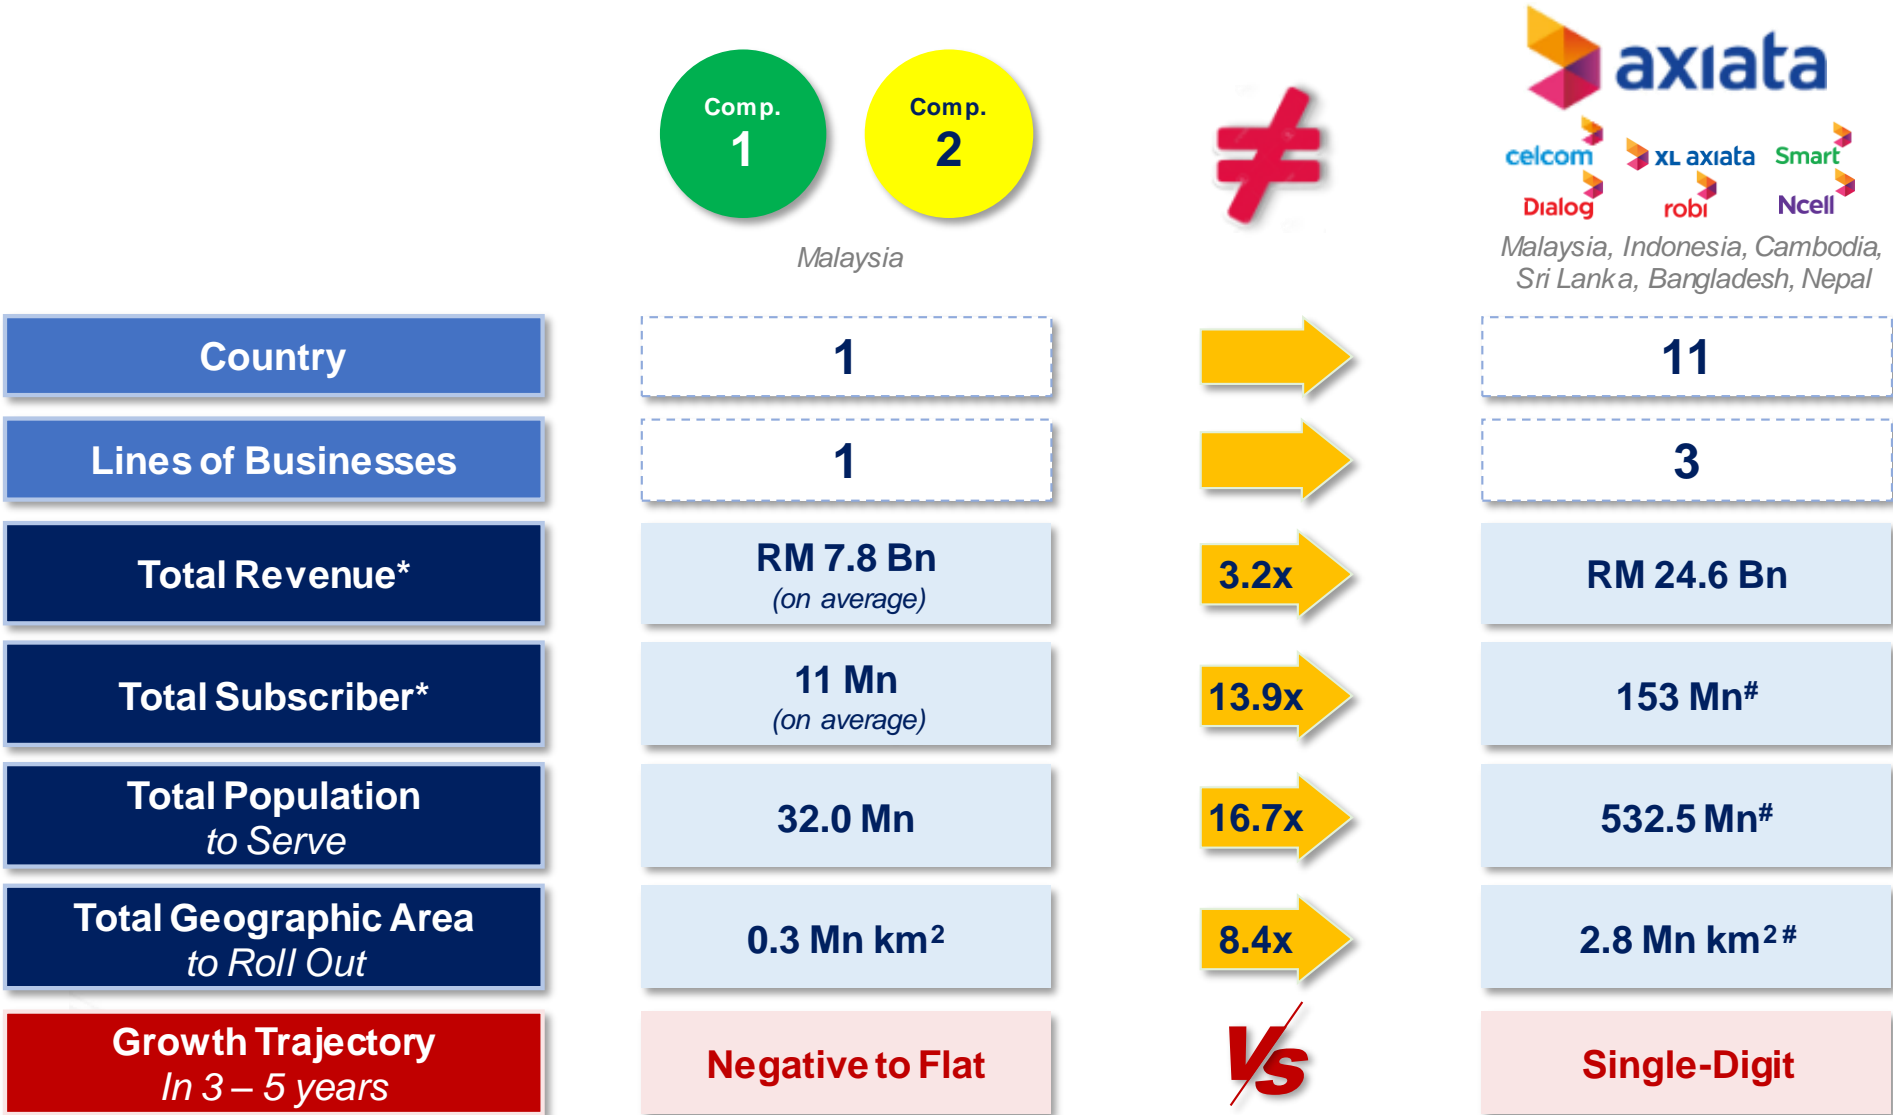 Comp.
1
Comp.
2
≠
axiata
celcom
XL axiata
Smart
Dialog
robi
Ncell
Malaysia
Malaysia, Indonesia, Cambodia,
Sri Lanka, Bangladesh, Nepal
Country
1
11
Lines of Businesses
1
3
Total Revenue*
RM 7.8 Bn
(on average)
3.2x
RM 24.6 Bn
Total Subscriber*
11 Mn
(on average)
13.9x
153 Mn#
Total Population
to Serve
32.0 Mn
16.7x
532.5 Mn#
Total Geographic Area
to Roll Out
0.3 Mn km²
8.4x
2.8 Mn km² #
Growth Trajectory
In 3 – 5 years
Negative to Flat
Vs
Single-Digit